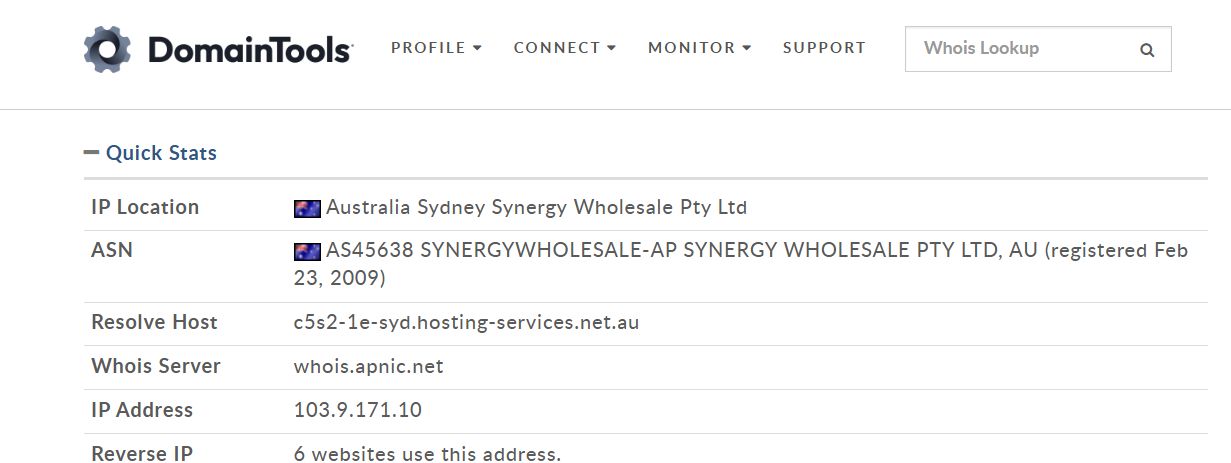 DomainTools PROFILE CONNECT MONITOR SUPPORT Whois Lookup
Quick Stats
IP Location Australia Sydney Synergy Wholesale Pty Ltd
ASN AS45638 SYNERGYWHOLESALE-AP SYNERGY WHOLESALE PTY LTD, AU (registered Feb
23, 2009)
Resolve Host c5s2-1e-syd.hosting-services.net.au
Whois Server whois.apnic.net
IP Address 103.9.171.10
Reverse IP 6 websites use this address.